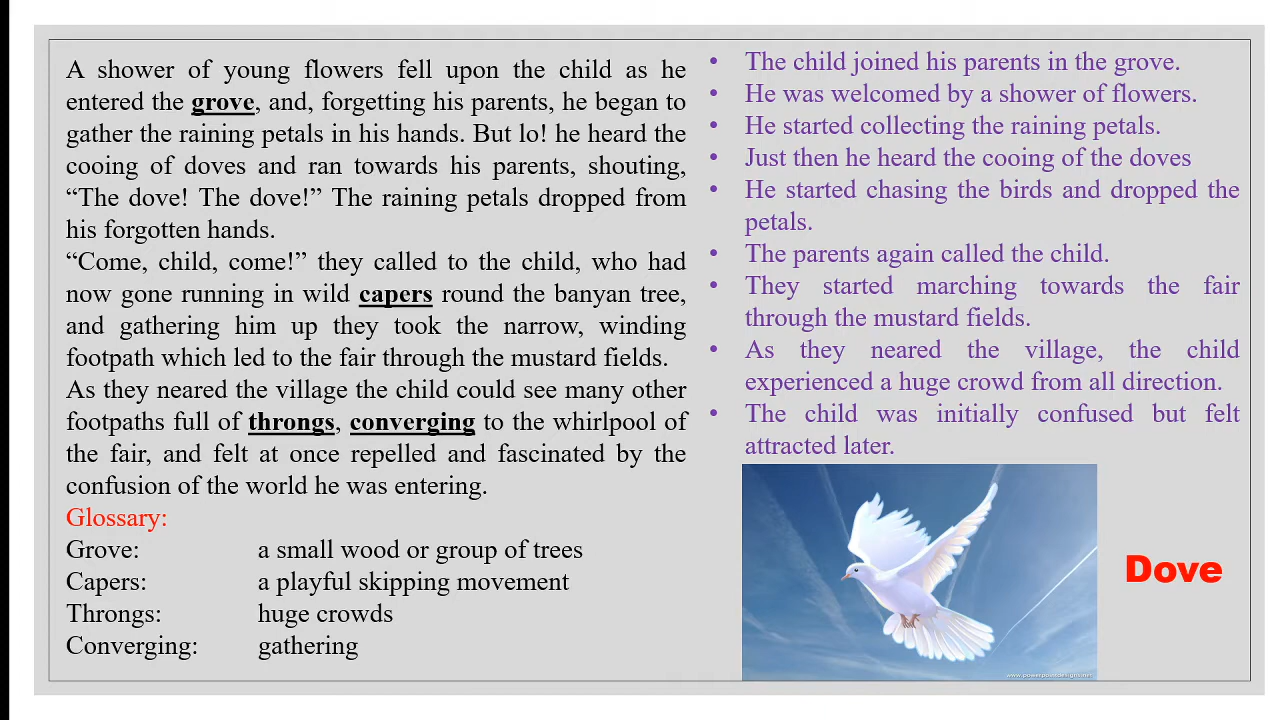 A shower of young flowers fell upon the child as he
entered the grove, and, forgetting his parents, he began to
gather the raining petals in his hands. But lo! he heard the
cooing of doves and ran towards his parents, shouting,
“The dove! The dove!” The raining petals dropped from
his forgotten hands.
“Come, child, come!” they called to the child, who had
now gone running in wild capers round the banyan tree,
and gathering him up they took the narrow, winding
footpath which led to the fair through the mustard fields.
As they neared the village the child could see many other
footpaths full of throngs, converging to the whirlpool of
the fair, and felt at once repelled and fascinated by the
confusion of the world he was entering.
Glossary:
Grove: a small wood or group of trees
Capers: a playful skipping movement
Throngs: huge crowds
Converging: gathering
• The child joined his parents in the grove.
• He was welcomed by a shower of flowers.
• He started collecting the raining petals.
• Just then he heard the cooing of the doves
• He started chasing the birds and dropped the
petals.
• The parents again called the child.
• They started marching towards the fair
through the mustard fields.
• As they neared the village, the child
experienced a huge crowd from all direction.
• The child was initially confused but felt
attracted later.
Dove
www.powerpointdesigns.net